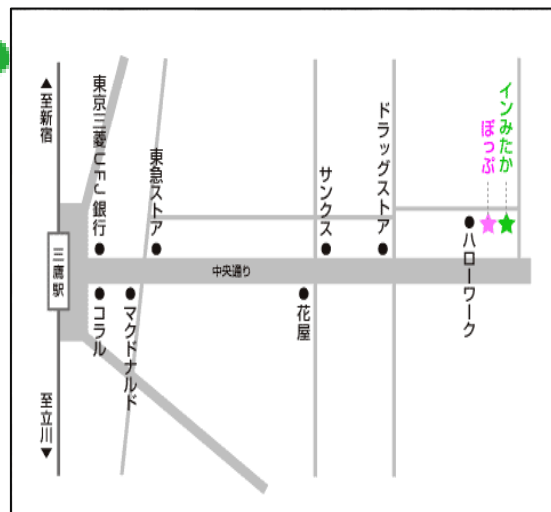 ▲至新宿
三鷹駅
至立川▼
東京三菱UFJ銀行
東急ストア
サンクス
ドラッグストア
ぽっぷ
インみたか
中央通り
コラル
マクドナルド
花屋
ハローワーク